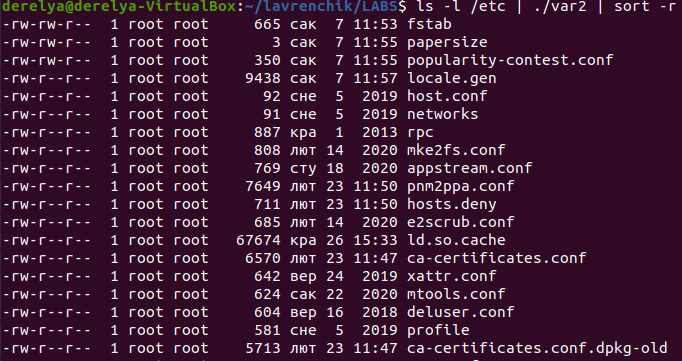 derelya@derelya-VirtualBox:~/lavrenchik/LABS$ ls -l /etc | ./var2 | sort -r
-rw-rw-r-- 1 root root 665 сак 7 11:53 fstab
-rw-r--r-- 1 root root 3 сак 7 11:55 papersize
-rw-r--r-- 1 root root 350 сак 7 11:55 popularity-contest.conf
-rw-r--r-- 1 root root 9438 сак 7 11:57 locale.gen
-rw-r--r-- 1 root root 92 сне 5 2019 host.conf
-rw-r--r-- 1 root root 91 сне 5 2019 networks
-rw-r--r-- 1 root root 887 кра 1 2013 rpc
-rw-r--r-- 1 root root 808 лют 14 2020 mke2fs.conf
-rw-r--r-- 1 root root 769 сту 18 2020 appstream.conf
-rw-r--r-- 1 root root 7649 лют 23 11:50 pnm2ppa.conf
-rw-r--r-- 1 root root 711 лют 23 11:50 hosts.deny
-rw-r--r-- 1 root root 685 лют 14 2020 e2scrub.conf
-rw-r--r-- 1 root root 67674 кра 26 15:33 ld.so.cache
-rw-r--r-- 1 root root 6570 лют 23 11:47 ca-certificates.conf
-rw-r--r-- 1 root root 642 вер 24 2019 xattr.conf
-rw-r--r-- 1 root root 624 сак 22 2020 mtools.conf
-rw-r--r-- 1 root root 604 вер 16 2018 deluser.conf
-rw-r--r-- 1 root root 581 сне 5 2019 profile
-rw-r--r-- 1 root root 5713 лют 23 11:47 ca-certificates.conf.dpkg-old